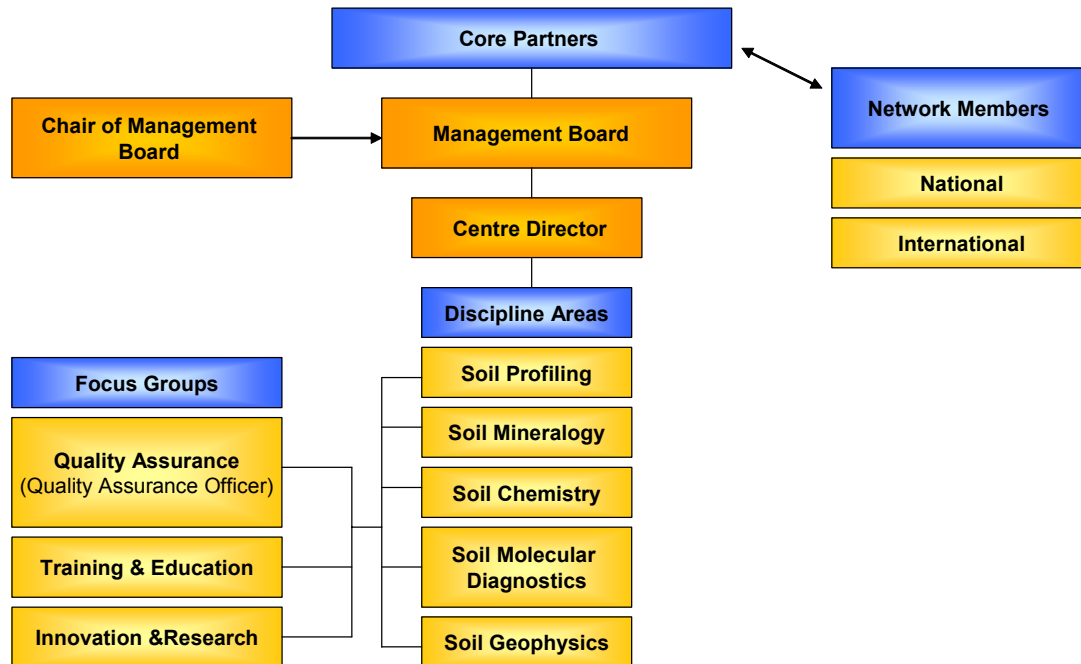 Core Partners
Network Members
Chair of Management
Board
Management Board
National
Centre Director
International
Discipline Areas
Focus Groups
Soil Profiling
Quality Assurance
(Quality Assurance Officer)
Soil Mineralogy
Soil Chemistry
Training & Education
Soil Molecular
Diagnostics
Innovation &Research
Soil Geophysics